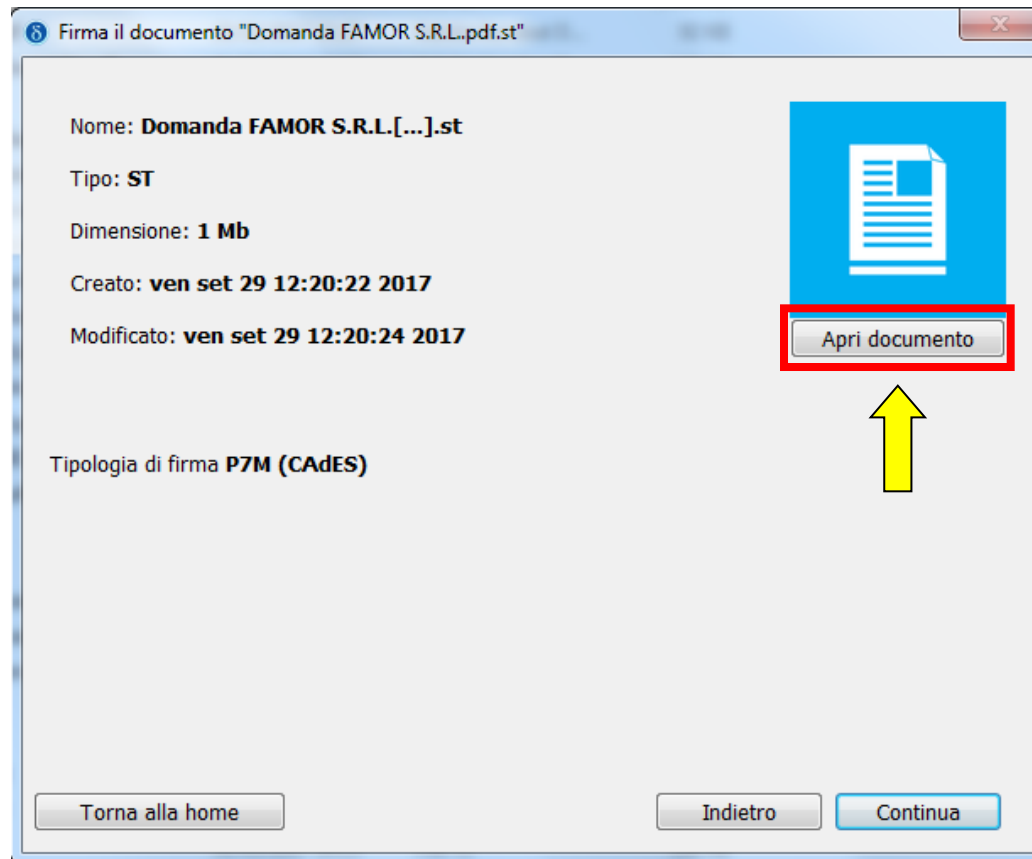 Firma il documento "Domanda FAMOR S.R.L..pdf.st"
Nome: Domanda FAMOR S.R.L.[...].st
Tipo: ST
Dimensione: 1 Mb
Creato: ven set 29 12:20:22 2017
Modificato: ven set 29 12:20:24 2017
Apri documento
Tipologia di firma P7M (CAdES)
Torna alla home
Indietro
Continua